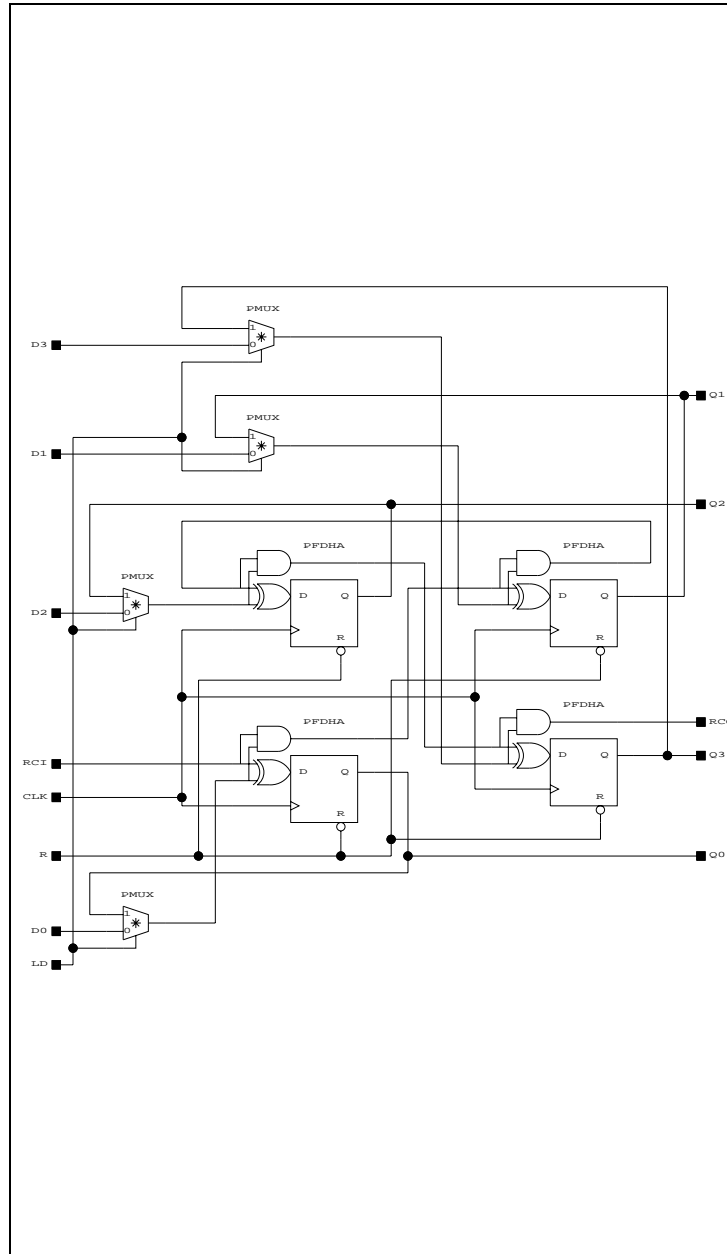 PMUX
1
D3
0
Q1
PMUX
1
D1
0
Q2
PFDHA
PFDHA
PMUX
1
D Q
D Q
D2
0
R
R
PFDHA
PFDHA
RCI
D Q
Q3
D Q
CLK
R
R
R
Q0
PMUX
1
D0
0
LD